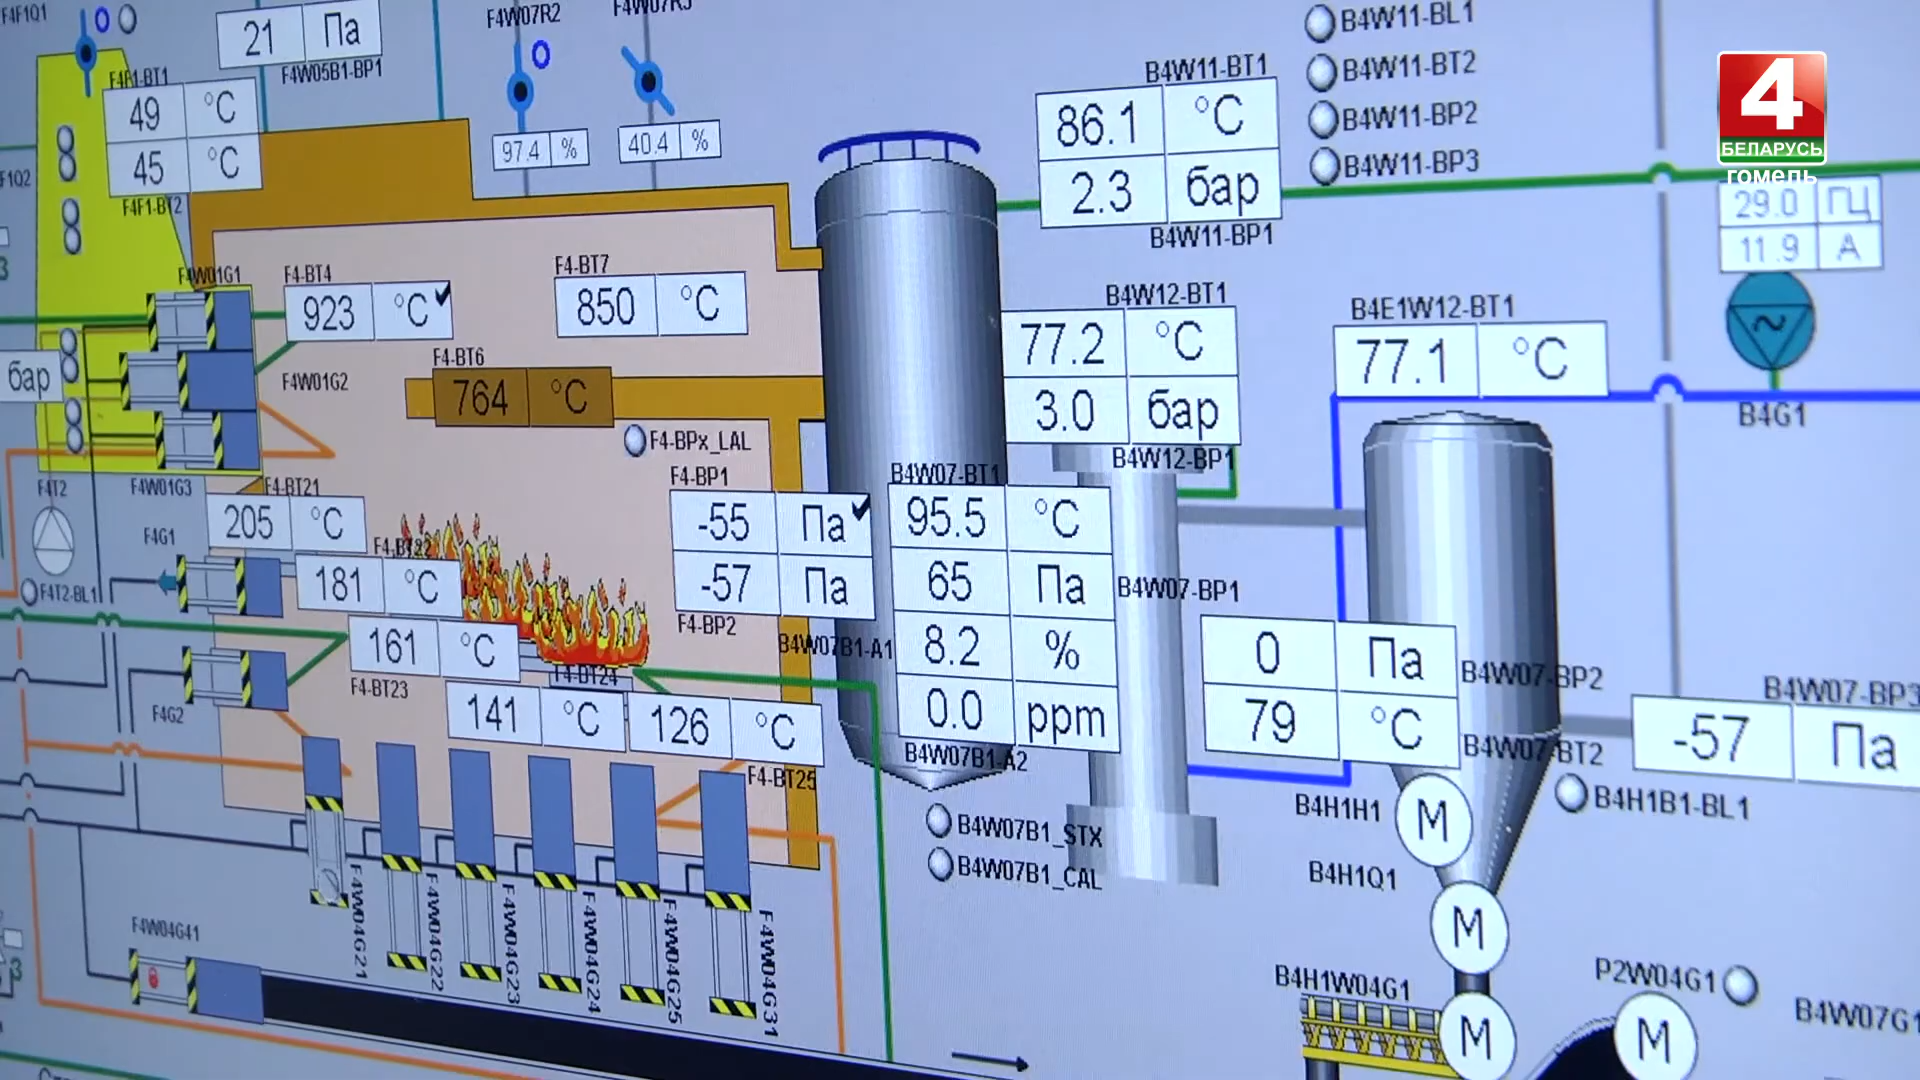 F4F1Q1
21 Па
F4W05B1-BP1
F4F1-BT1
49 °C
45 °C
F4F1-BT2
F4W07R2
97.4 %
40.4 %
B4W11-BT1
86.1 °C
2.3 бар
B4W11-BP1
B4W11-BL1
B4W11-BT2
B4W11-BP2
B4W11-BP3
4
БЕЛАРУСЬ
гомель
29.0 ГЦ
11.9 А
F4W01G1
F4-BT4
923 °C
F4-BT7
850 °C
F4-BT6
764 °C
F4W01G2
бар
F4-BPx_LAL
B4W12-BT1
77.2 °C
3.0 бар
B4W12-BP1
B4E1W12-BT1
77.1 °C
B4G1
F4T2
F4W01G3
F4-BT21
205 °C
F4G1
F4-BT22
181 °C
F4T2-BL1
161 °C
F4-BT23
F4G2
F4-BT24
141 °C
126 °C
F4-BT25
F4-BP1
-55 Па
-57 Па
F4-BP2
B4W07-BT1
95.5 °C
65 Па
B4W07-BP1
B4W07B1-A1
8.2 %
0.0 ppm
B4W07B1-A2
B4W07B1_STX
B4W07B1_CAL
0 Па
B4W07-BP2
79 °C
B4W07-BT2
B4W07-BP3
-57 Па
B4H1H1
M
B4H1B1-BL1
B4H1Q1
M
B4H1W04G1
M
P2W04G1
M
B4W07G1
F4W04G21
F4W04G22
F4W04G23
F4W04G24
F4W04G25
F4W04G31
F4W04G41